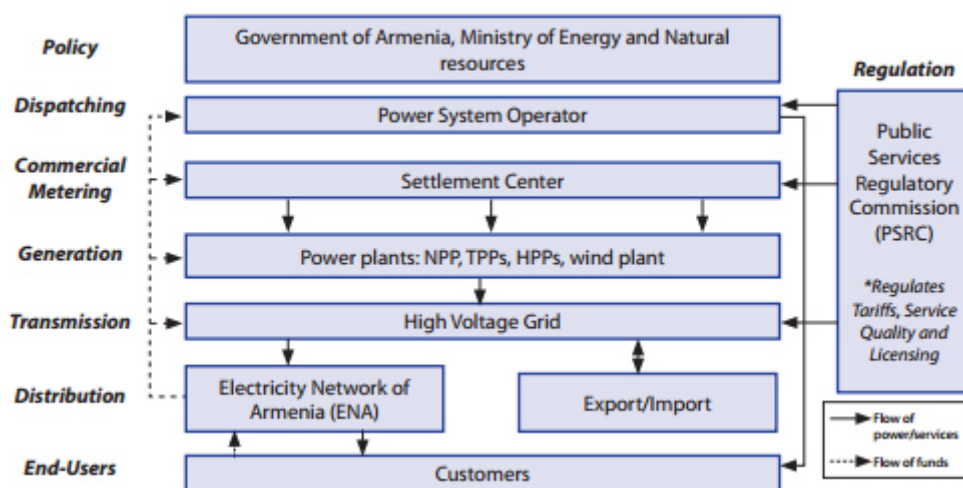 Policy
Government of Armenia, Ministry of Energy and Natural
resources
Regulation
Dispatching
Power System Operator
Public
Services
Regulatory
Commission
(PSRC)
*Regulates
Tariffs, Service
Quality and
Licensing
Commercial
Metering
Settlement Center
Generation
Power plants: NPP, TPPs, HPPs, wind plant
Transmission
High Voltage Grid
Distribution
Electricity Network of
Armenia (ENA)
Export/Import
Flow of
power/services
Flow of funds
End-Users
Customers